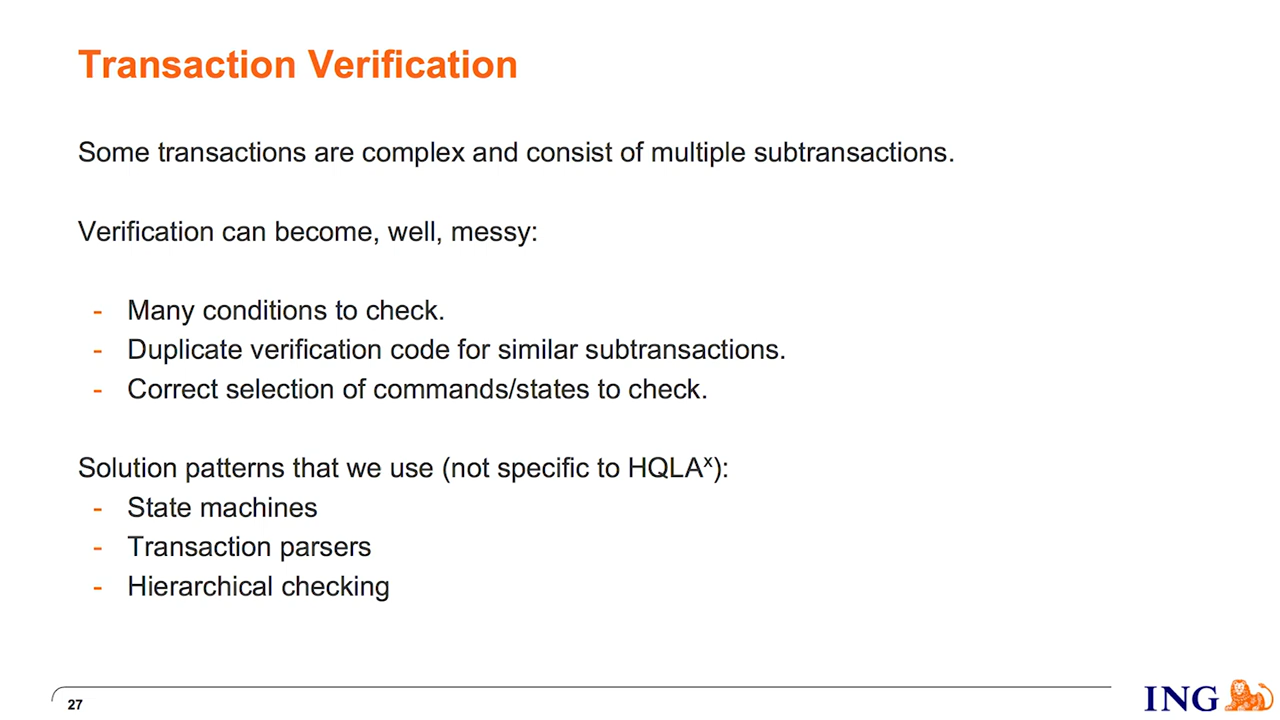 Transaction Verification
Some transactions are complex and consist of multiple subtransactions.
Verification can become, well, messy:
- Many conditions to check.
- Duplicate verification code for similar subtransactions.
- Correct selection of commands/states to check.
Solution patterns that we use (not specific to HQLAˣ):
- State machines
- Transaction parsers
- Hierarchical checking
27
ING